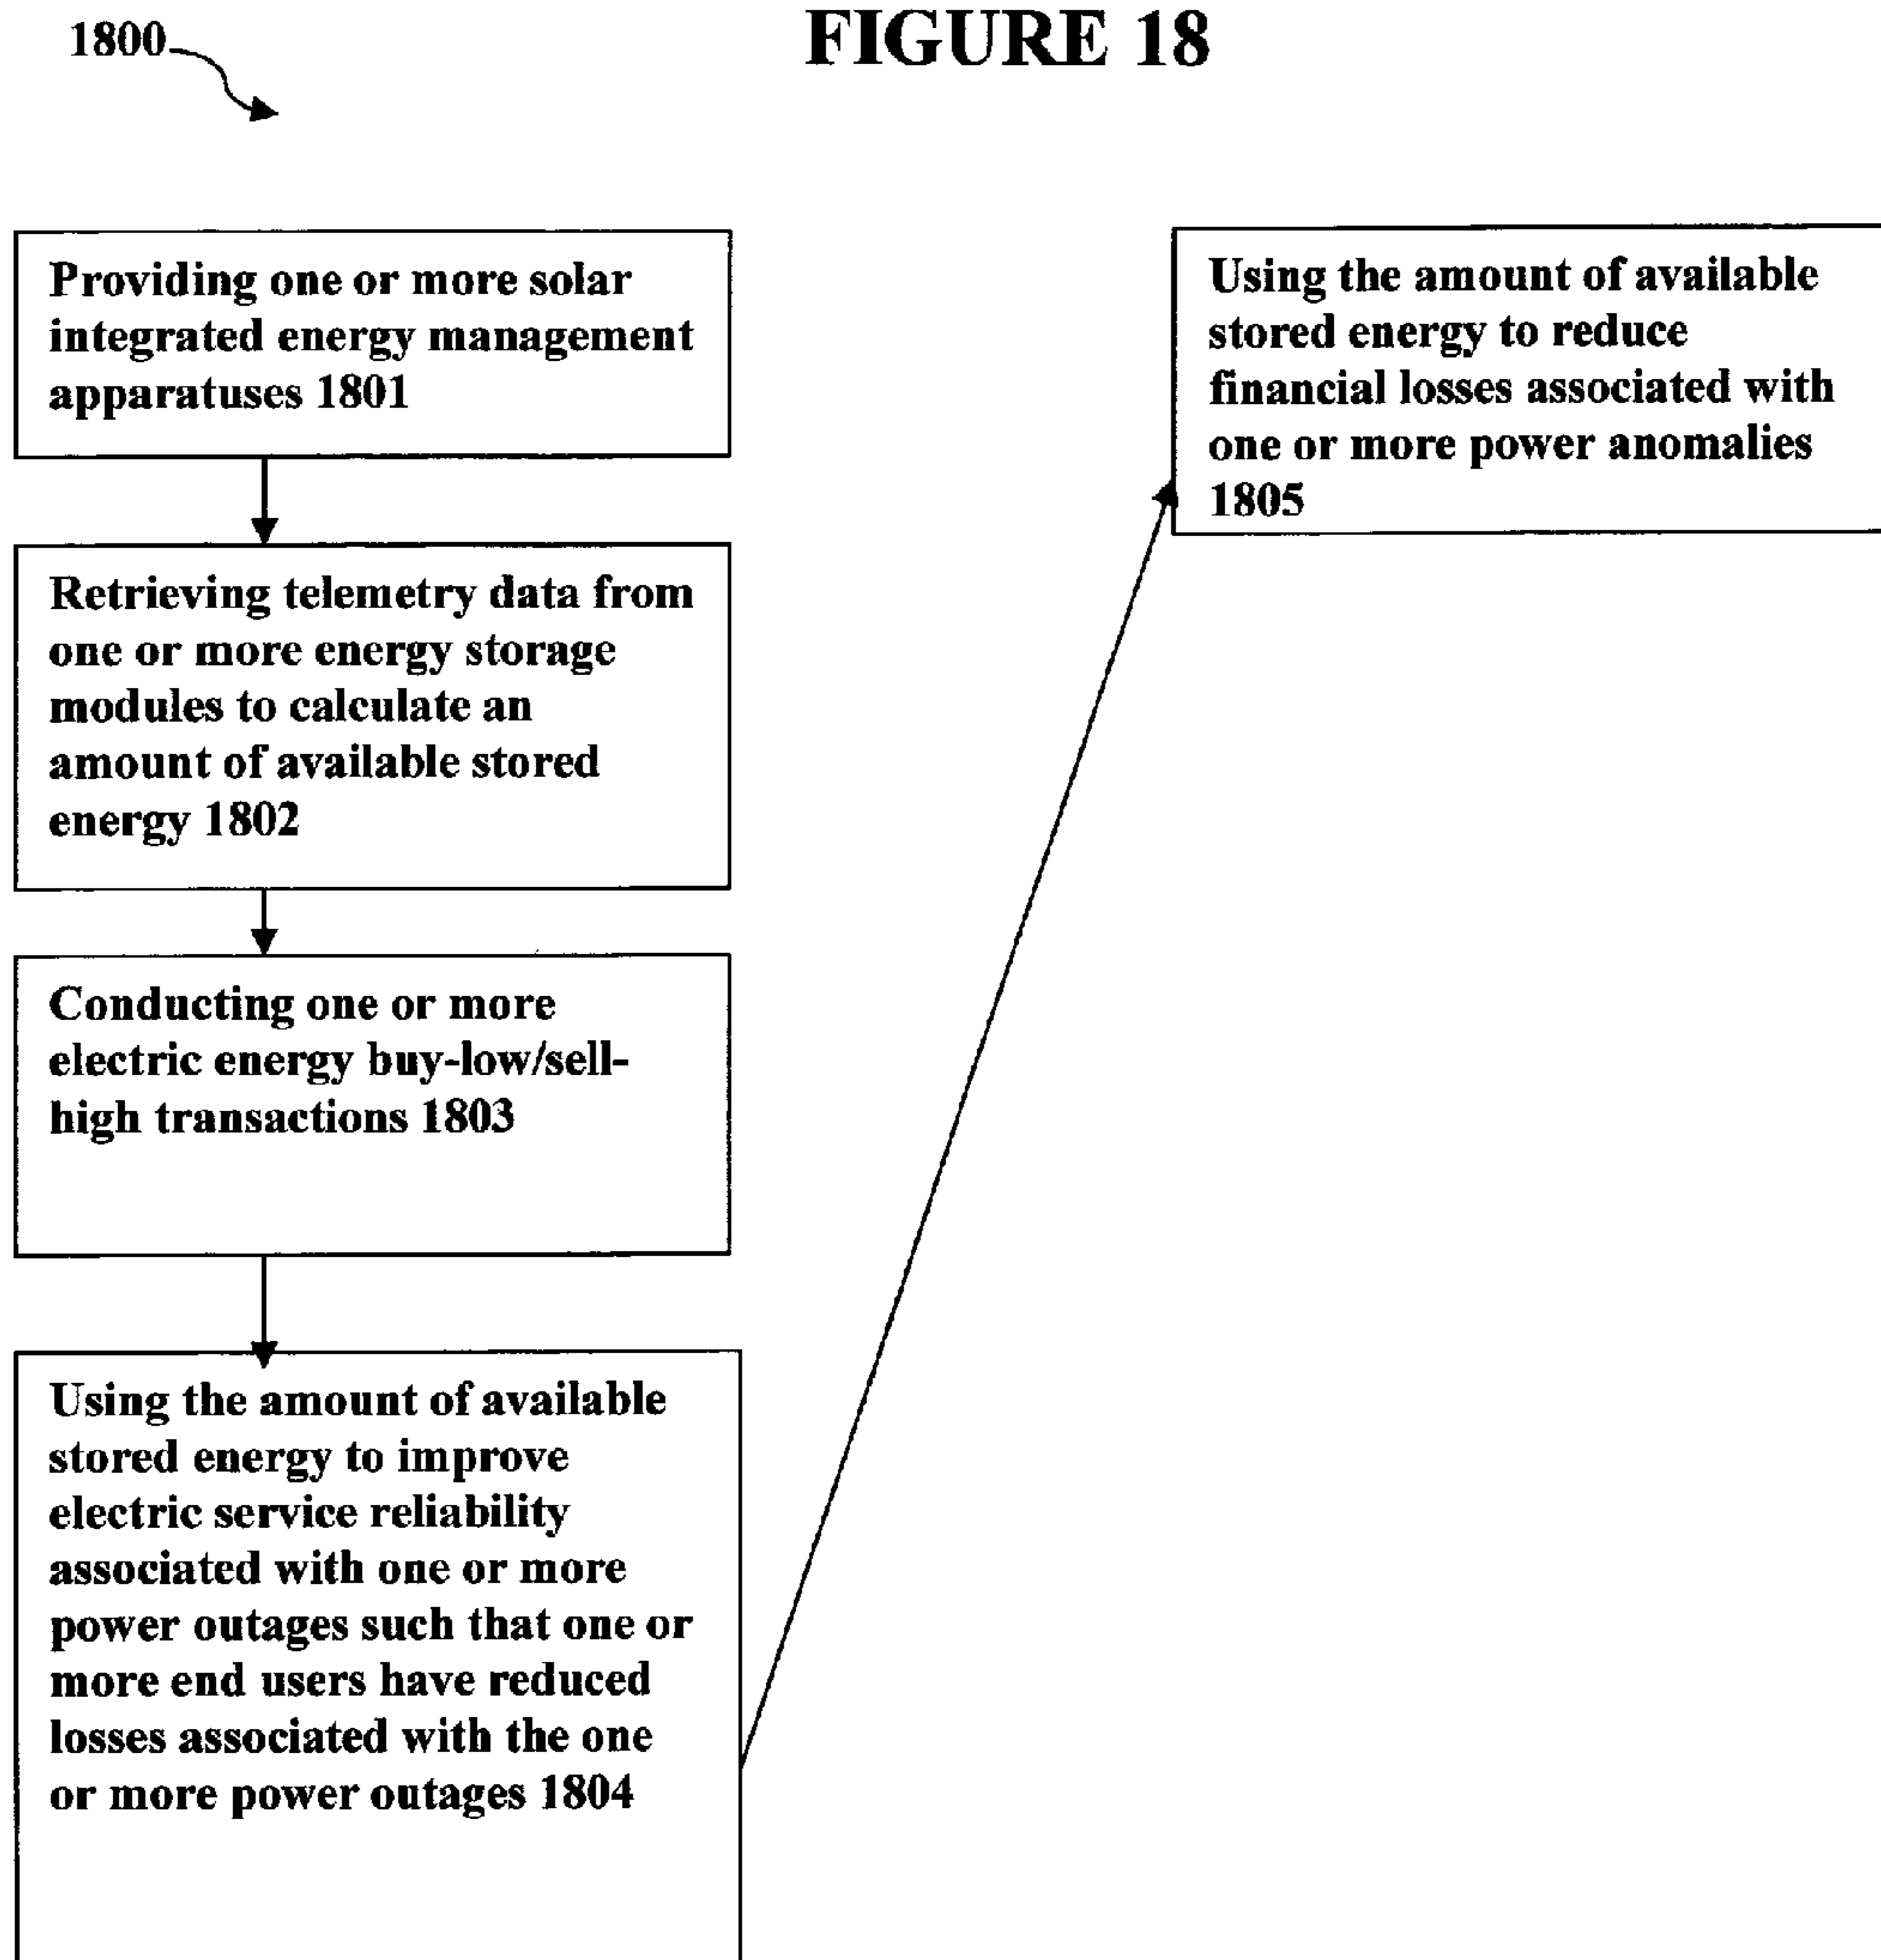 1800
FIGURE 18
Providing one or more solar
integrated energy management
apparatuses 1801
Retrieving telemetry data from
one or more energy storage
modules to calculate an
amount of available stored
energy 1802
Conducting one or more
electric energy buy-low/sell-
high transactions 1803
Using the amount of available
stored energy to improve
electric service reliability
associated with one or more
power outages such that one or
more end users have reduced
losses associated with the one
or more power outages 1804
Using the amount of available
stored energy to reduce
financial losses associated with
one or more power anomalies
1805